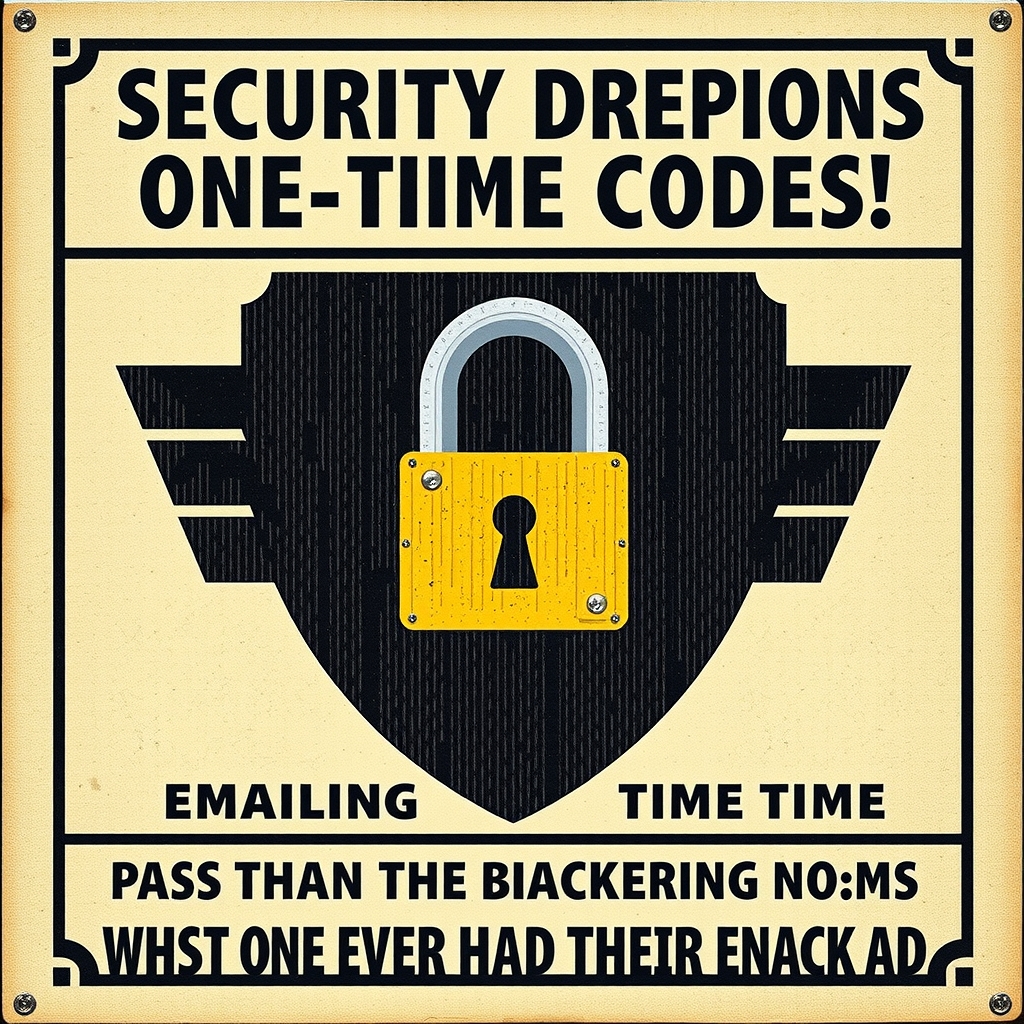 SECURITY DREPIONS
ONE-TIIME CODES!
EMAILING TIME TIME
PASS THAN THE BIACKERING NO:MS
WHST ONE EVER HAD THEIR ENACK AD